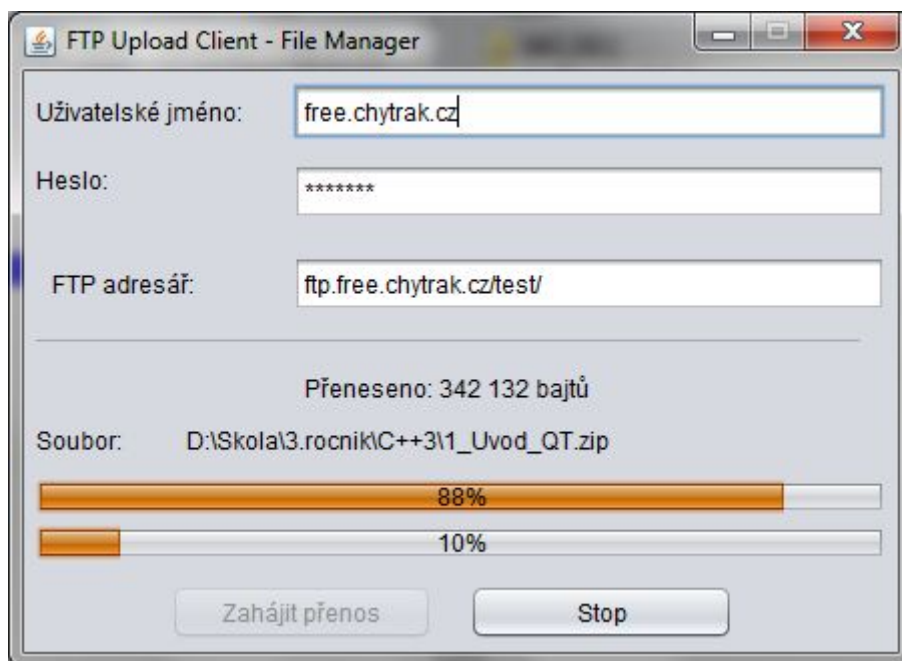 FTP Upload Client - File Manager
Uživatelské jméno: free.chytrak.cz
Heslo: *******
FTP adresář: ftp.free.chytrak.cz/test/
Přeneseno: 342 132 bajtů
Soubor: D:\Skola\3.rocnik\C++3\1_Uvod_QT.zip
88%
10%
Zahájit přenos Stop